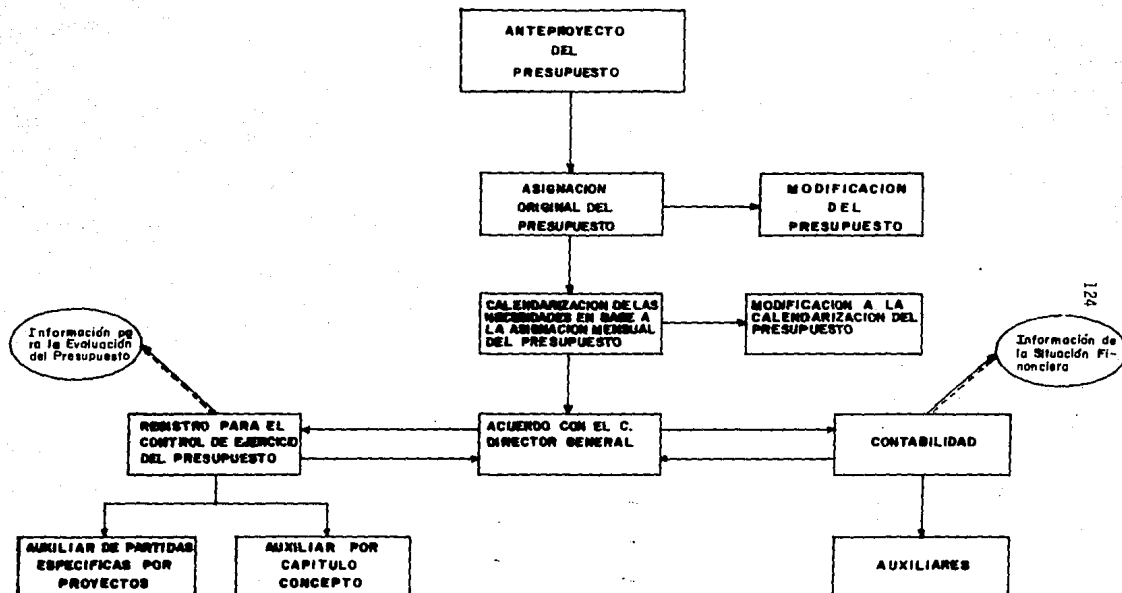 ANTEPROYECTO
DEL
PRESUPUESTO
ASIGNACION
ORIGINAL DEL
PRESUPUESTO
MODIFICACION
DEL
PRESUPUESTO
CALENDARIZACION DE LAS
NECESIDADES EN BASE A
LA ASIGNACION MENSUAL
DEL PRESUPUESTO
MODIFICACION A LA
CALENDARIZACION DEL
PRESUPUESTO
124
Información pa
ra la Evaluación
del Presupuesto
Información de
la Situación Fi-
nanciera
REGISTRO PARA EL
CONTROL DE EJERCICIO
DEL PRESUPUESTO
ACUERDO CON EL C.
DIRECTOR GENERAL
CONTABILIDAD
AUXILIAR DE PARTIDAS
ESPECIFICAS POR
PROYECTOS
AUXILIAR POR
CAPITULO
CONCEPTO
AUXILIARES